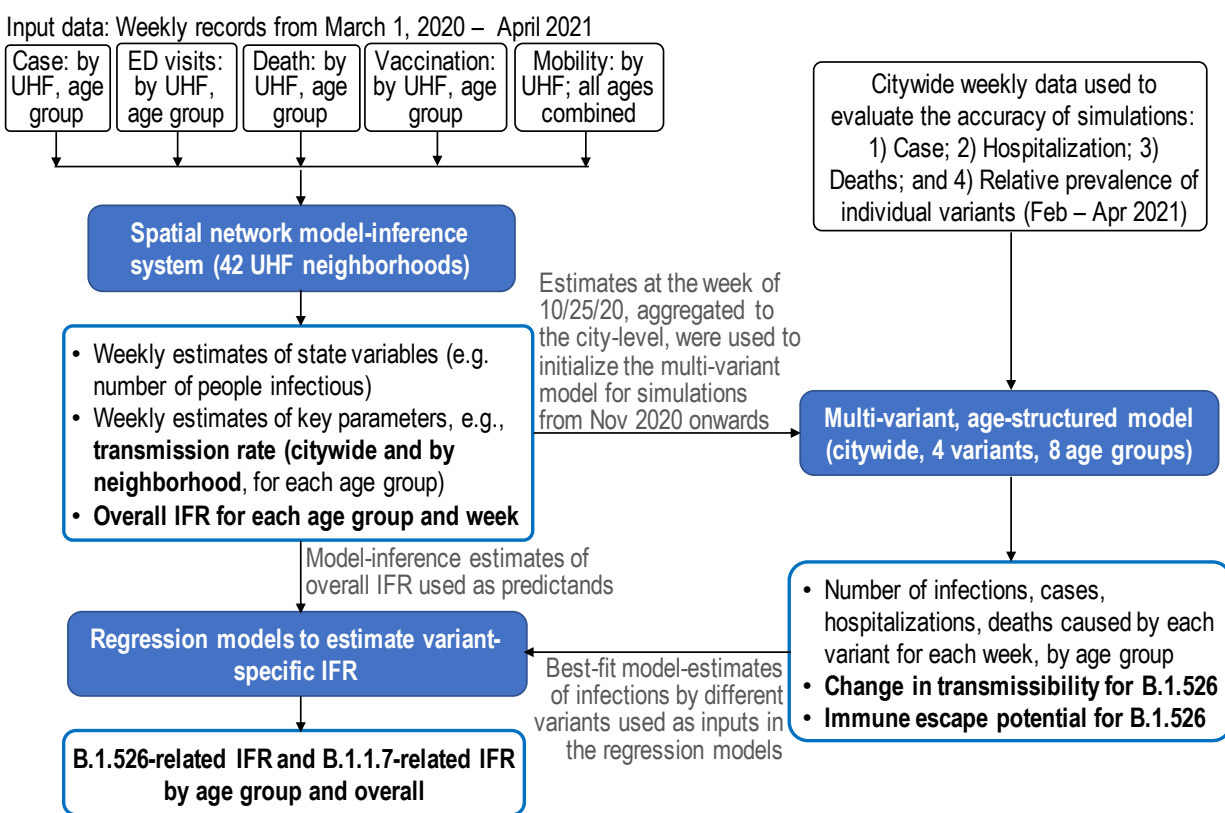 Input data: Weekly records from March 1, 2020 – April 2021
Case: by
UHF, age
group
ED visits:
by UHF,
age group
Death: by
UHF, age
group
Vaccination:
by UHF, age
group
Mobility: by
UHF; all ages
combined
Citywide weekly data used to
evaluate the accuracy of simulations:
1) Case; 2) Hospitalization; 3)
Deaths; and 4) Relative prevalence of
individual variants (Feb – Apr 2021)
Spatial network model-inference
system (42 UHF neighborhoods)
Estimates at the week of
10/25/20, aggregated to
the city-level, were used to
initialize the multi-variant
model for simulations
from Nov 2020 onwards
• Weekly estimates of state variables (e.g.
number of people infectious)
• Weekly estimates of key parameters, e.g.,
transmission rate (citywide and by
neighborhood, for each age group)
• Overall IFR for each age group and week
Multi-variant, age-structured model
(citywide, 4 variants, 8 age groups)
Model-inference estimates of
overall IFR used as predictands
• Number of infections, cases,
hospitalizations, deaths caused by each
variant for each week, by age group
• Change in transmissibility for B.1.526
• Immune escape potential for B.1.526
Regression models to estimate variant-
specific IFR
Best-fit model-estimates
of infections by different
variants used as inputs in
the regression models
B.1.526-related IFR and B.1.1.7-related IFR
by age group and overall